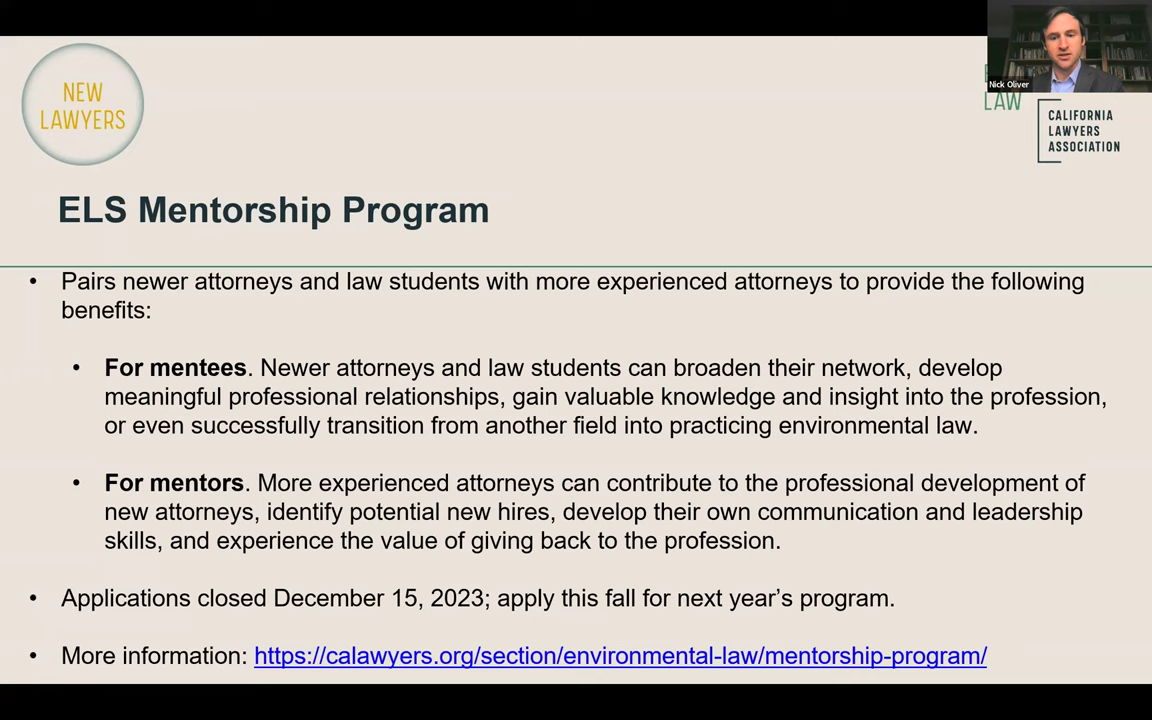 NEW
LAWYERS
Nick Oliver
LAW
CALIFORNIA
LAWYERS
ASSOCIATION
ELS Mentorship Program
• Pairs newer attorneys and law students with more experienced attorneys to provide the following
benefits:
• For mentees. Newer attorneys and law students can broaden their network, develop
meaningful professional relationships, gain valuable knowledge and insight into the profession,
or even successfully transition from another field into practicing environmental law.
• For mentors. More experienced attorneys can contribute to the professional development of
new attorneys, identify potential new hires, develop their own communication and leadership
skills, and experience the value of giving back to the profession.
• Applications closed December 15, 2023; apply this fall for next year’s program.
• More information: https://calawyers.org/section/environmental-law/mentorship-program/